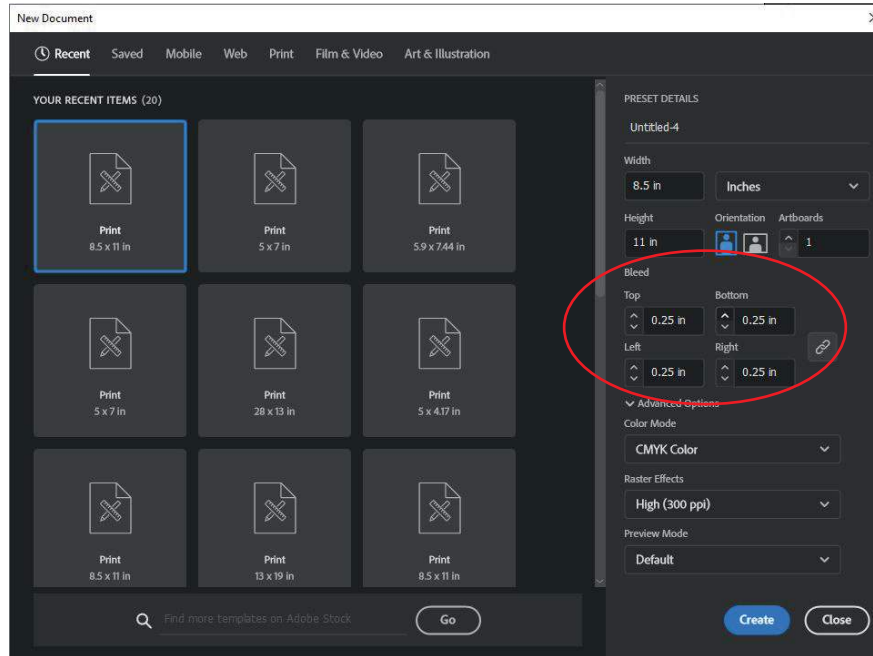 New Document
Recent Saved Mobile Web Print Film & Video Art & Illustration
YOUR RECENT ITEMS (20)
Print
8.5 x 11 in
Print
5 x 7 in
Print
5.9 x 7.44 in
Print
5 x 7 in
Print
28 x 13 in
Print
5 x 4.17 in
Print
8.5 x 11 in
Print
13 x 19 in
Print
8.5 x 11 in
Find more templates on Adobe Stock
Go
PRESET DETAILS
Untitled-4
Width
8.5 in Inches
Height Orientation Artboards
11 in 1
Bleed
Top Bottom
0.25 in 0.25 in
Left Right
0.25 in 0.25 in
Advanced Options
Color Mode
CMYK Color
Raster Effects
High (300 ppi)
Preview Mode
Default
Create Close